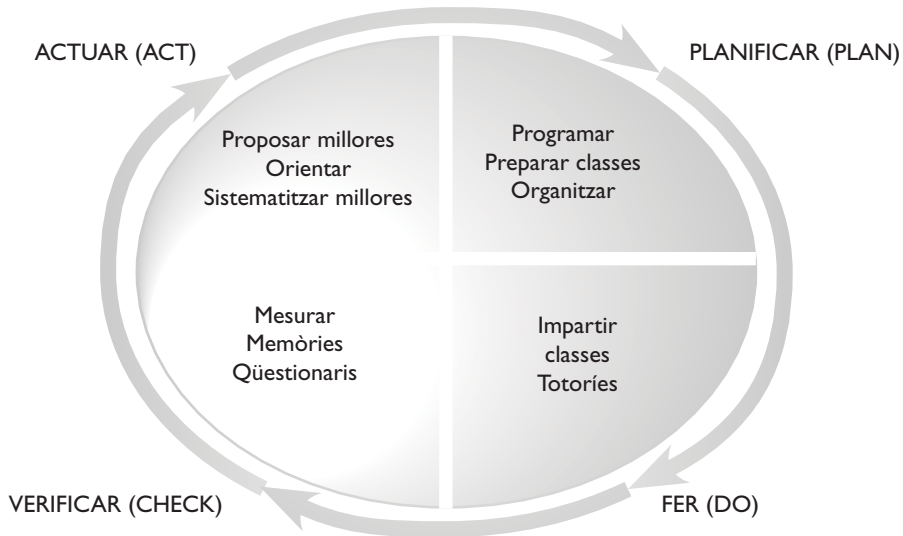 ACTUAR (ACT)
PLANIFICAR (PLAN)
Proposar millores
Orientar
Sistematitzar millores
Programar
Preparar classes
Organitzar
Mesurar
Memòries
Qüestionaris
Impartir
classes
Totoríes
VERIFICAR (CHECK)
FER (DO)